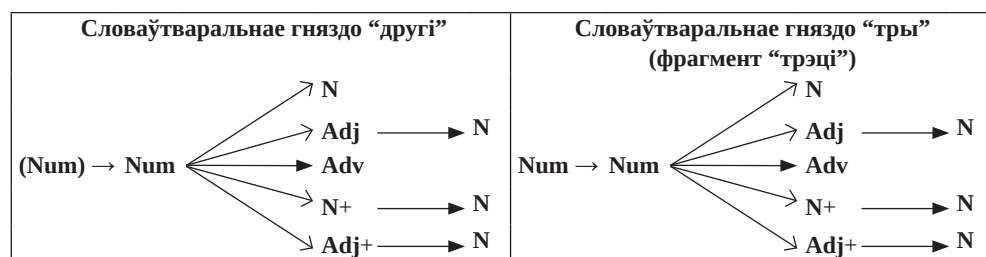 Словаўтваральнае гняздо “другі”
N
Adj → N
(Num) → Num Adv
N+ → N
Adj+ → N
Словаўтваральнае гняздо “тры”
(фрагмент “трэці”)
N
Adj → N
Num → Num Adv
N+ → N
Adj+ → N